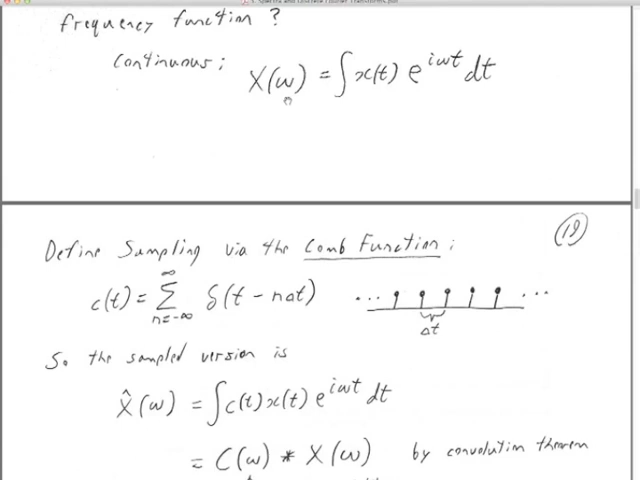 frequency function ?
Continuous ; X(ω) = ∫x(t) e^{iωt} dt
(19)
Define Sampling via the Comb Function :
c(t) = Σ_{n=-∞}^{∞} δ(t - nΔt) ... ...
Δt
So the sampled version is
X̂(ω) = ∫c(t)x(t) e^{iωt} dt
= C(ω) * X(ω) by convolution theorem